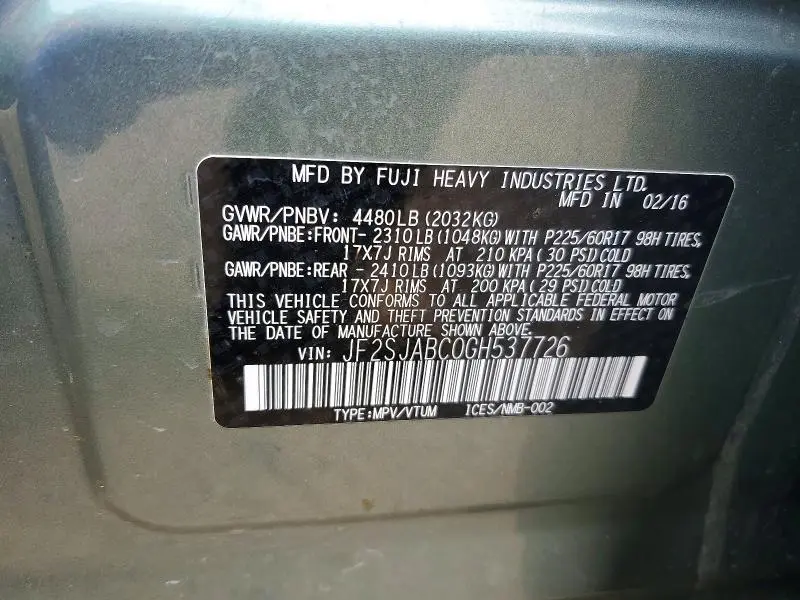 MFD BY FUJI HEAVY INDUSTRIES LTD.
MFD IN 02/16
GVWR/PNBV: 4480LB (2032KG)
GAWR/PNBE:FRONT- 2310LB (1048KG) WITH P225/60R17 98H TIRES,
17X7J RIMS AT 210 KPA ( 30 PSI) COLD
GAWR/PNBE:REAR - 2410LB (1093KG) WITH P225/60R17 98H TIRES,
17X7J RIMS AT 200 KPA ( 29 PSI) COLD
THIS VEHICLE CONFORMS TO ALL APPLICABLE FEDERAL MOTOR
VEHICLE SAFETY AND THEFT PREVENTION STANDARDS IN EFFECT ON
THE DATE OF MANUFACTURE SHOWN ABOVE.
VIN: JF2SJABC0GH537726
TYPE:MPV/VTUM ICES/NMB-002